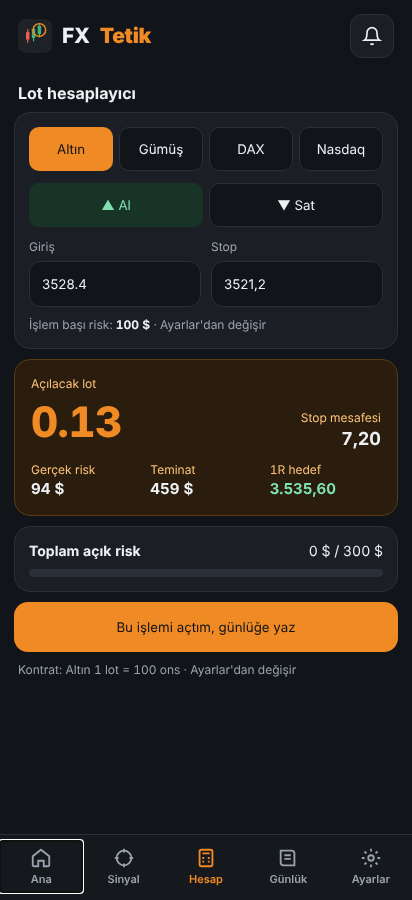 FX Tetik
Lot hesaplayıcı
Altın Gümüş DAX Nasdaq
▲ Al ▼ Sat
Giriş Stop
3528.4 3521,2
İşlem başı risk: 100 $ · Ayarlar'dan değişir
Açılacak lot
0.13
Stop mesafesi
7,20
Gerçek risk Teminat 1R hedef
94 $ 459 $ 3.535,60
Toplam açık risk 0 $ / 300 $
Bu işlemi açtım, günlüğe yaz
Kontrat: Altın 1 lot = 100 ons · Ayarlar'dan değişir
Ana Sinyal Hesap Günlük Ayarlar